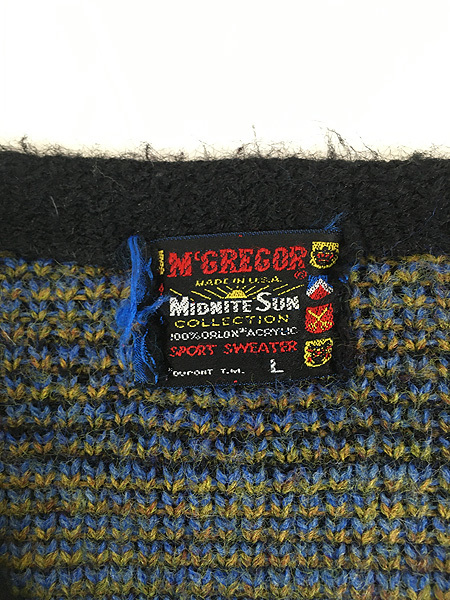 McGREGOR®
MADE IN U.S.A.
MIDNITE SUN
COLLECTION
100% ORLON* ACRYLIC
SPORT SWEATER
*DUPONT T.M. L